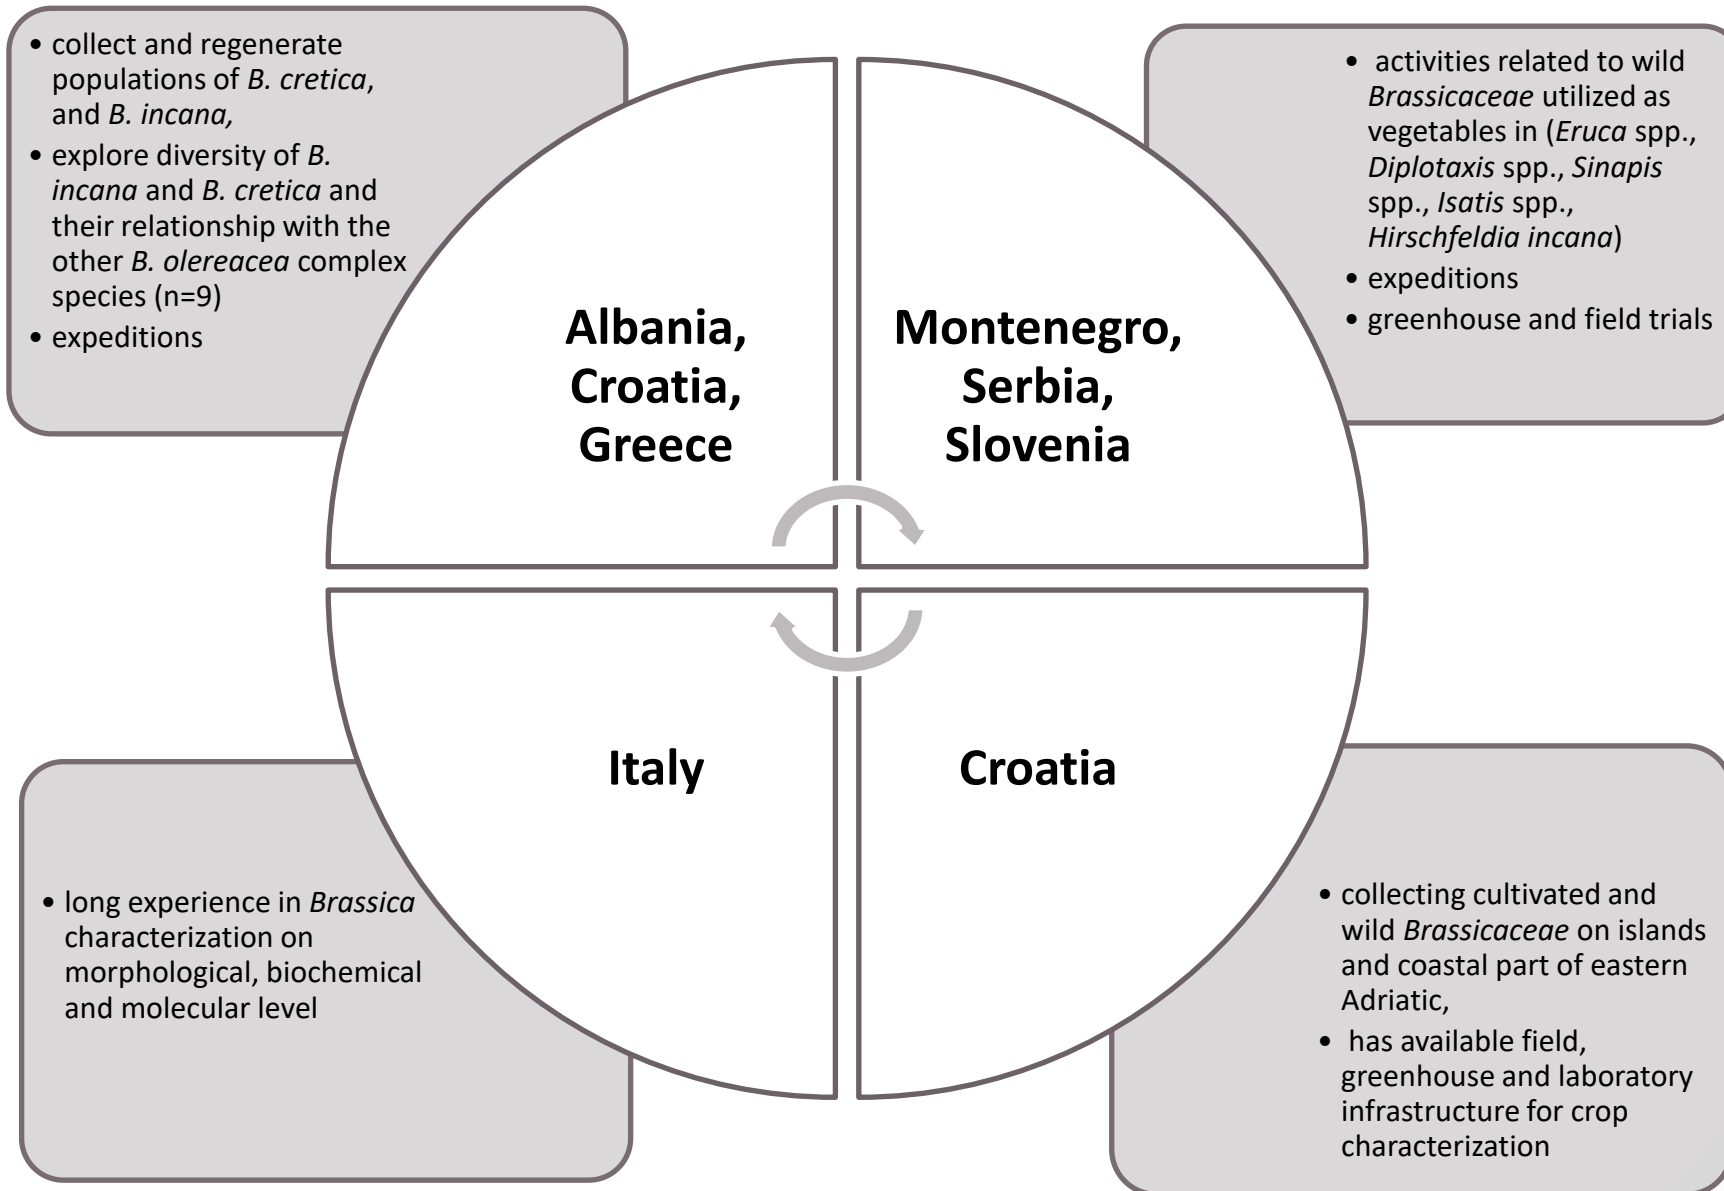 • collect and regenerate
populations of B. cretica,
and B. incana,
• explore diversity of B.
incana and B. cretica and
their relationship with the
other B. olereacea complex
species (n=9)
• expeditions
• activities related to wild
Brassicaceae utilized as
vegetables in (Eruca spp.,
Diplotaxis spp., Sinapis
spp., Isatis spp.,
Hirschfeldia incana)
• expeditions
• greenhouse and field trials
Albania,
Croatia,
Greece
Montenegro,
Serbia,
Slovenia
Italy
Croatia
• long experience in Brassica
characterization on
morphological, biochemical
and molecular level
• collecting cultivated and
wild Brassicaceae on islands
and coastal part of eastern
Adriatic,
• has available field,
greenhouse and laboratory
infrastructure for crop
characterization